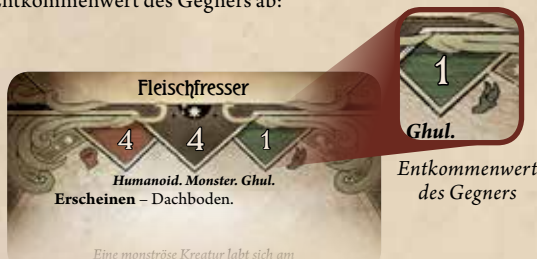 Entkommenwert des Gegners ab:
Fleischfresser
4
4
1
Humanoid. Monster. Ghul.
Erscheinen – Dachboden.
Eine monströse Kreatur labt sich am
1
Ghul.
Entkommenwert
des Gegners